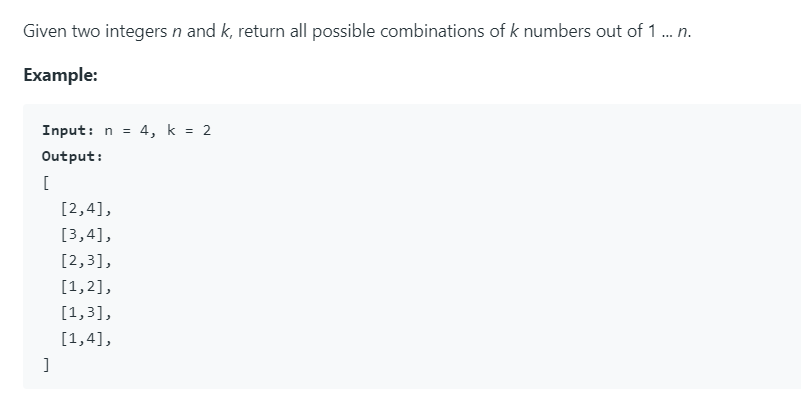 Given two integers n and k, return all possible combinations of k numbers out of 1 ... n.
Example:
Input: n = 4, k = 2
Output:
[
  [2,4],
  [3,4],
  [2,3],
  [1,2],
  [1,3],
  [1,4],
]